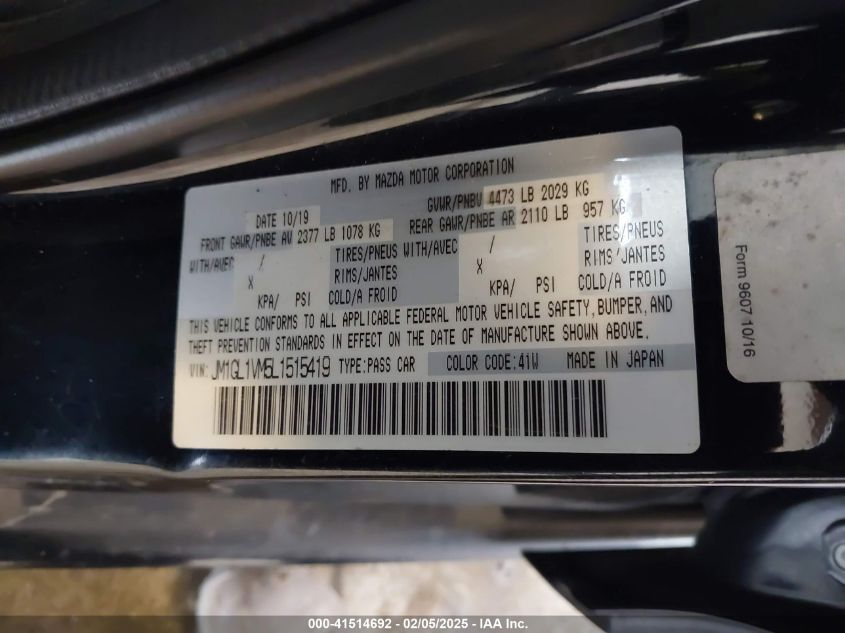 MFD. BY MAZDA MOTOR CORPORATION
DATE 10/19
GVWR/PNBV 4473 LB 2029 KG
FRONT GAWR/PNBE AV 2377 LB 1078 KG
REAR GAWR/PNBE AR 2110 LB 957 KG
WITH/AVEC / TIRES/PNEUS WITH/AVEC / TIRES/PNEUS
X RIMS/JANTES X RIMS/JANTES
KPA/ PSI COLD/A FROID KPA/ PSI COLD/A FROID
THIS VEHICLE CONFORMS TO ALL APPLICABLE FEDERAL MOTOR VEHICLE SAFETY, BUMPER, AND
THEFT PREVENTION STANDARDS IN EFFECT ON THE DATE OF MANUFACTURE SHOWN ABOVE.
VIN: JM1GL1VM5L1515419 TYPE:PASS CAR COLOR CODE:41W MADE IN JAPAN
Form 9607 10/16
000-41514692 - 02/05/2025 - IAA Inc.